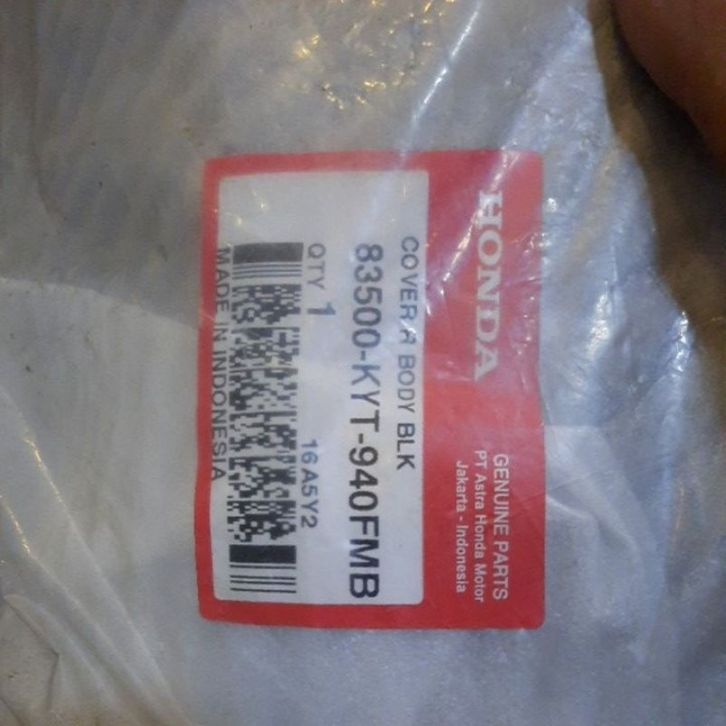 HONDA
GENUINE PARTS
PT Astra Honda Motor
Jakarta - Indonesia
COVER R BODY BLK
83500-KYT-940FMB
QTY 1
16A5Y2
MADE IN INDONESIA